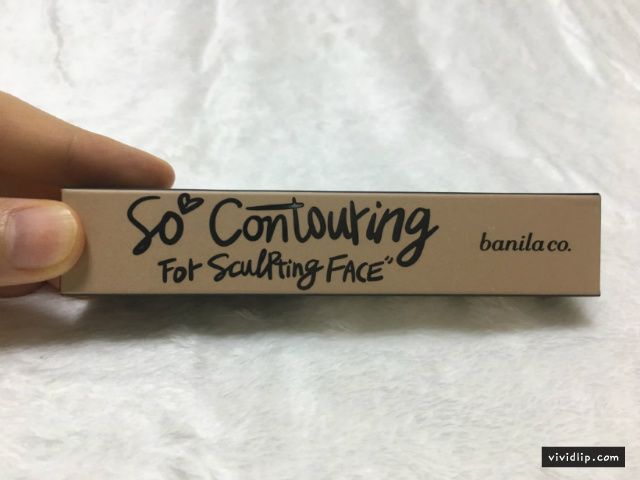 So♡ Contouring
For Sculpting FACE"
banila co.
vividlip.com